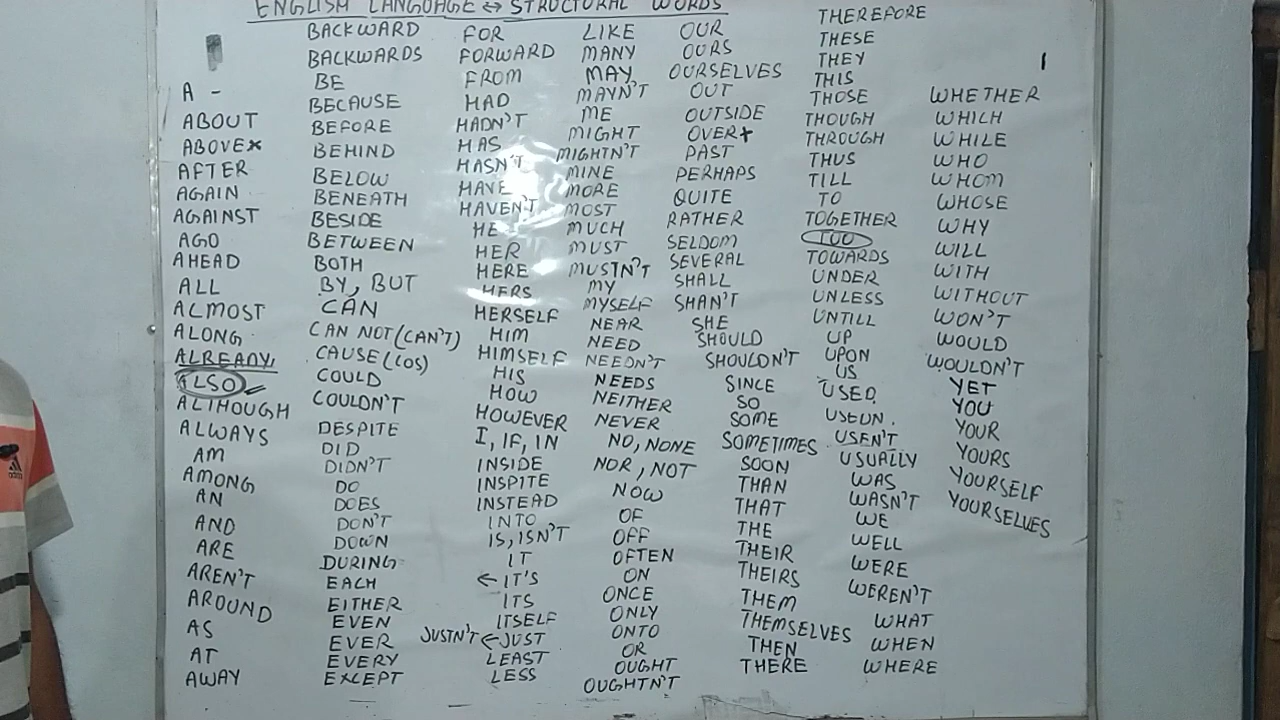 ENGLISH LANGUAGE ↔ STRUCTURAL WORDS
A -
ABOUT
ABOVE×
AFTER
AGAIN
AGAINST
AGO
AHEAD
ALL
ALMOST
ALONG
ALREADY
ALSO
ALTHOUGH
ALWAYS
AM
AMONG
AN
AND
ARE
AREN'T
AROUND
AS
AT
AWAY
BACKWARD
BACKWARDS
BE
BECAUSE
BEFORE
BEHIND
BELOW
BENEATH
BESIDE
BETWEEN
BOTH
BY, BUT
CAN
CAN NOT (CAN'T)
CAUSE (COS)
COULD
COULDN'T
DESPITE
DID
DIDN'T
DO
DOES
DON'T
DOWN
DURING
EACH
EITHER
EVEN
EVER
EVERY
EXCEPT
FOR
FORWARD
FROM
HAD
HADN'T
HAS
HASN'T
HAVE
HAVEN'T
HE
HER
HERE
HERS
HERSELF
HIM
HIMSELF
HIS
HOW
HOWEVER
I, IF, IN
INSIDE
INSPITE
INSTEAD
INTO
IS, ISN'T
IT
← IT'S
ITS
ITSELF
JUSTN'T ← JUST
LEAST
LESS
LIKE
MANY
MAY
MAYN'T
ME
MIGHT
MIGHTN'T
MINE
MORE
MOST
MUCH
MUST
MUSTN'T
MY
MYSELF
NEAR
NEED
NEEDN'T
NEEDS
NEITHER
NEVER
NO, NONE
NOR, NOT
NOW
OF
OFF
OFTEN
ON
ONCE
ONLY
ONTO
OR
OUGHT
OUGHTN'T
OUR
OURS
OURSELVES
OUT
OUTSIDE
OVER×
PAST
PERHAPS
QUITE
RATHER
SELDOM
SEVERAL
SHALL
SHAN'T
SHE
SHOULD
SHOULDN'T
SINCE
SO
SOME
SOMETIMES
SOON
THAN
THAT
THE
THEIR
THEIRS
THEM
THEMSELVES
THEN
THERE
THEREFORE
THESE
THEY
THIS
THOSE
THOUGH
THROUGH
THUS
TILL
TO
TOGETHER
TOO
TOWARDS
UNDER
UNLESS
UNTILL
UP
UPON
US
USED
USEUN.
USEN'T
USUALLY
WAS
WASN'T
WE
WELL
WERE
WEREN'T
WHAT
WHEN
WHERE
WHETHER
WHICH
WHILE
WHO
WHOM
WHOSE
WHY
WILL
WITH
WITHOUT
WON'T
WOULD
WOULDN'T
YET
YOU
YOUR
YOURS
YOURSELF
YOURSELVES
adidas